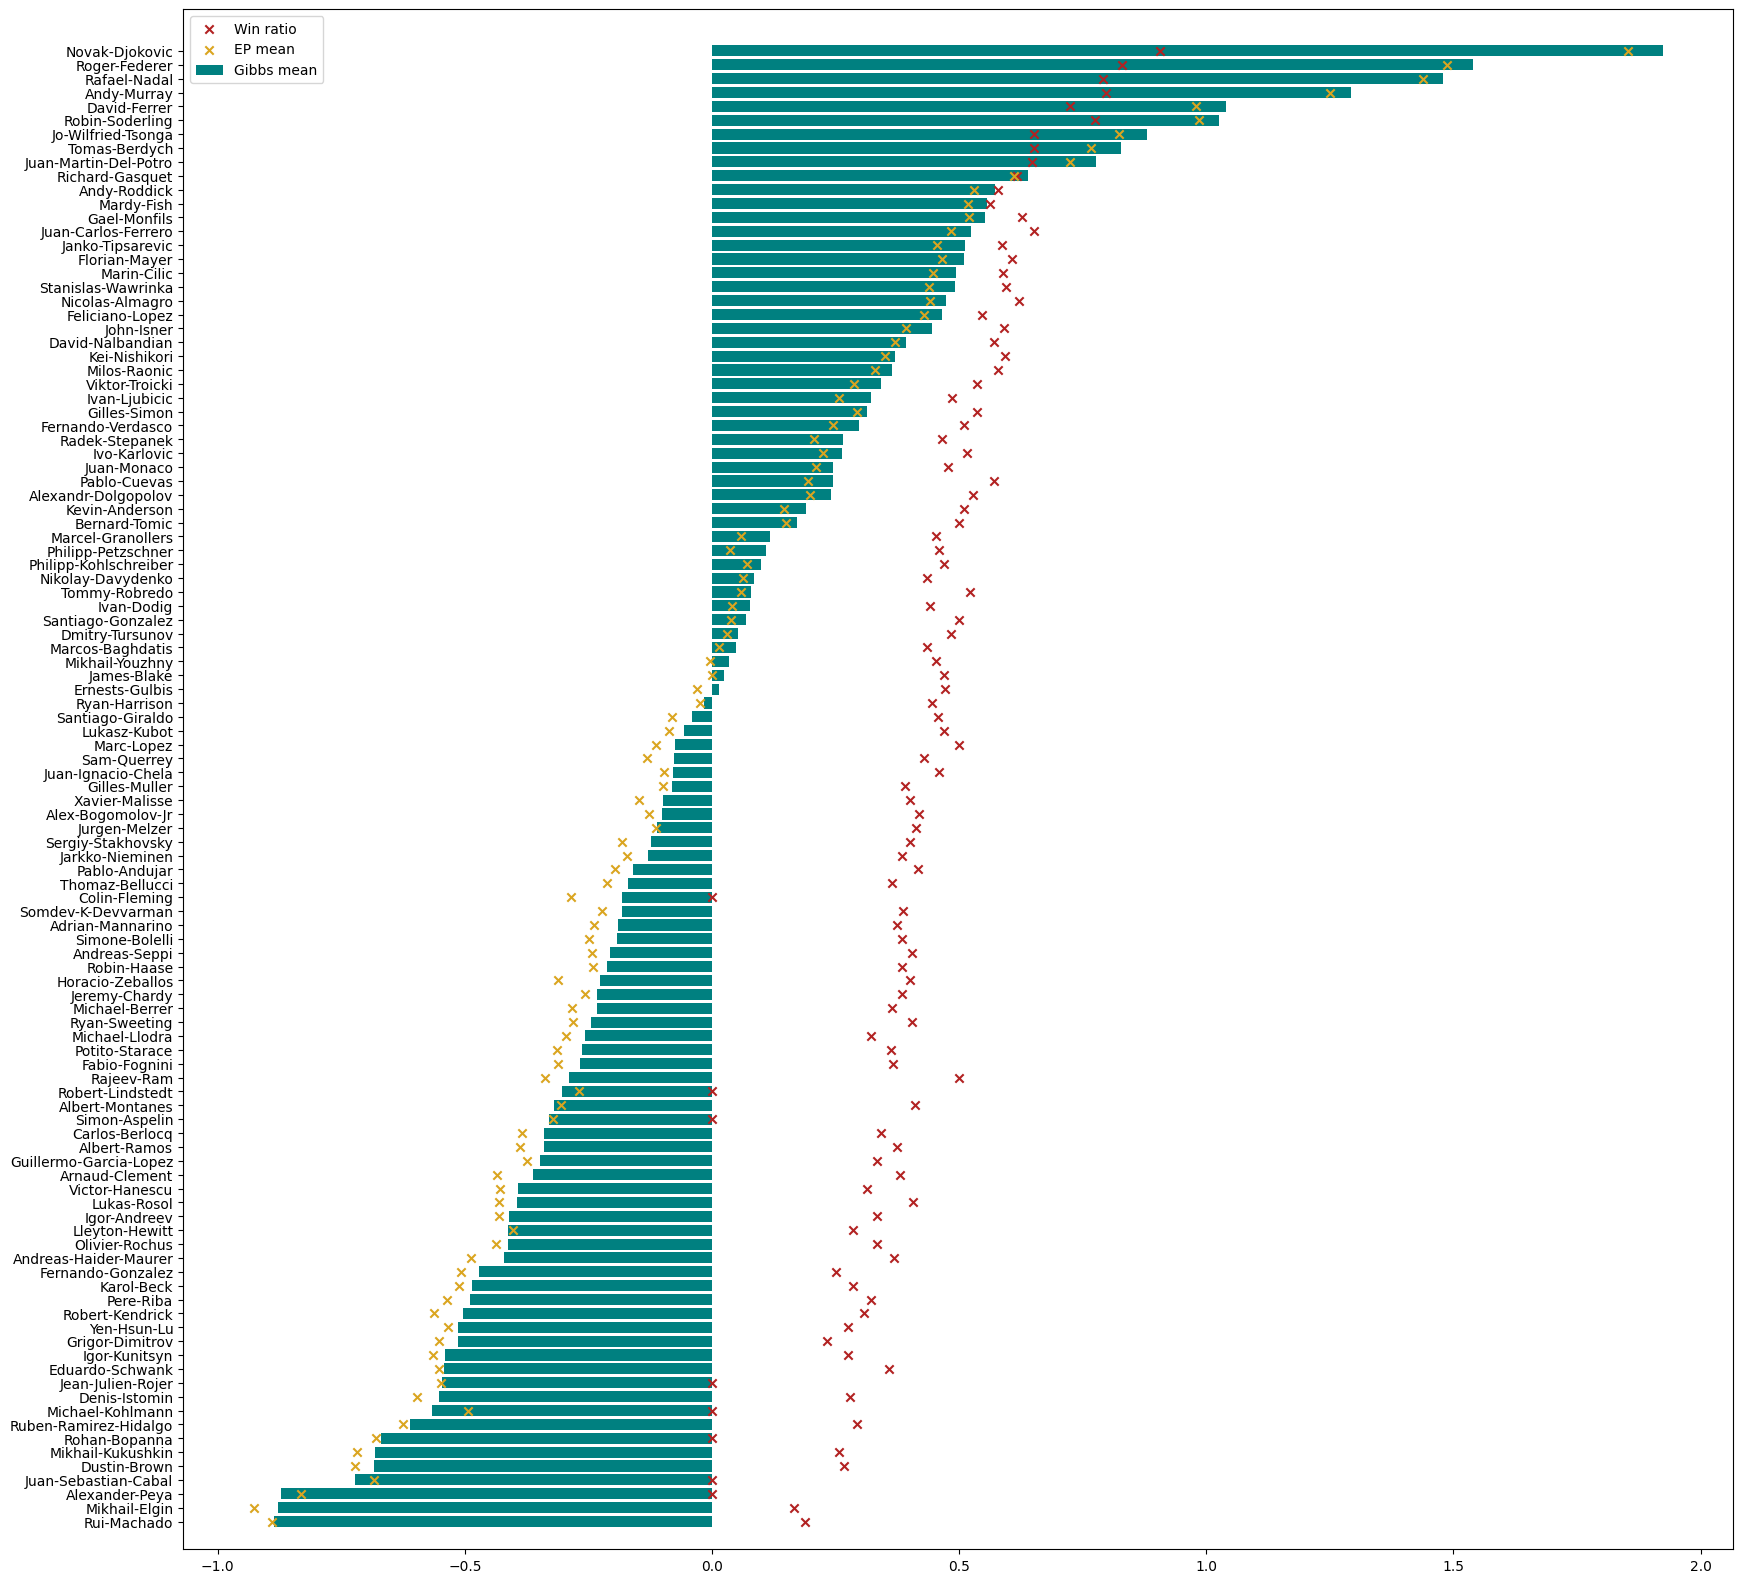 Win ratio
EP mean
Gibbs mean
Novak-Djokovic
Roger-Federer
Rafael-Nadal
Andy-Murray
David-Ferrer
Robin-Soderling
Jo-Wilfried-Tsonga
Tomas-Berdych
Juan-Martin-Del-Potro
Richard-Gasquet
Andy-Roddick
Mardy-Fish
Gael-Monfils
Juan-Carlos-Ferrero
Janko-Tipsarevic
Florian-Mayer
Marin-Cilic
Stanislas-Wawrinka
Nicolas-Almagro
Feliciano-Lopez
John-Isner
David-Nalbandian
Kei-Nishikori
Milos-Raonic
Viktor-Troicki
Ivan-Ljubicic
Gilles-Simon
Fernando-Verdasco
Radek-Stepanek
Ivo-Karlovic
Juan-Monaco
Pablo-Cuevas
Alexandr-Dolgopolov
Kevin-Anderson
Bernard-Tomic
Marcel-Granollers
Philipp-Petzschner
Philipp-Kohlschreiber
Nikolay-Davydenko
Tommy-Robredo
Ivan-Dodig
Santiago-Gonzalez
Dmitry-Tursunov
Marcos-Baghdatis
Mikhail-Youzhny
James-Blake
Ernests-Gulbis
Ryan-Harrison
Santiago-Giraldo
Lukasz-Kubot
Marc-Lopez
Sam-Querrey
Juan-Ignacio-Chela
Gilles-Muller
Xavier-Malisse
Alex-Bogomolov-Jr
Jurgen-Melzer
Sergiy-Stakhovsky
Jarkko-Nieminen
Pablo-Andujar
Thomaz-Bellucci
Colin-Fleming
Somdev-K-Devvarman
Adrian-Mannarino
Simone-Bolelli
Andreas-Seppi
Robin-Haase
Horacio-Zeballos
Jeremy-Chardy
Michael-Berrer
Ryan-Sweeting
Michael-Llodra
Potito-Starace
Fabio-Fognini
Rajeev-Ram
Robert-Lindstedt
Albert-Montanes
Simon-Aspelin
Carlos-Berlocq
Albert-Ramos
Guillermo-Garcia-Lopez
Arnaud-Clement
Victor-Hanescu
Lukas-Rosol
Igor-Andreev
Lleyton-Hewitt
Olivier-Rochus
Andreas-Haider-Maurer
Fernando-Gonzalez
Karol-Beck
Pere-Riba
Robert-Kendrick
Yen-Hsun-Lu
Grigor-Dimitrov
Igor-Kunitsyn
Eduardo-Schwank
Jean-Julien-Rojer
Denis-Istomin
Michael-Kohlmann
Ruben-Ramirez-Hidalgo
Rohan-Bopanna
Mikhail-Kukushkin
Dustin-Brown
Juan-Sebastian-Cabal
Alexander-Peya
Mikhail-Elgin
Rui-Machado
−1.0 −0.5 0.0 0.5 1.0 1.5 2.0